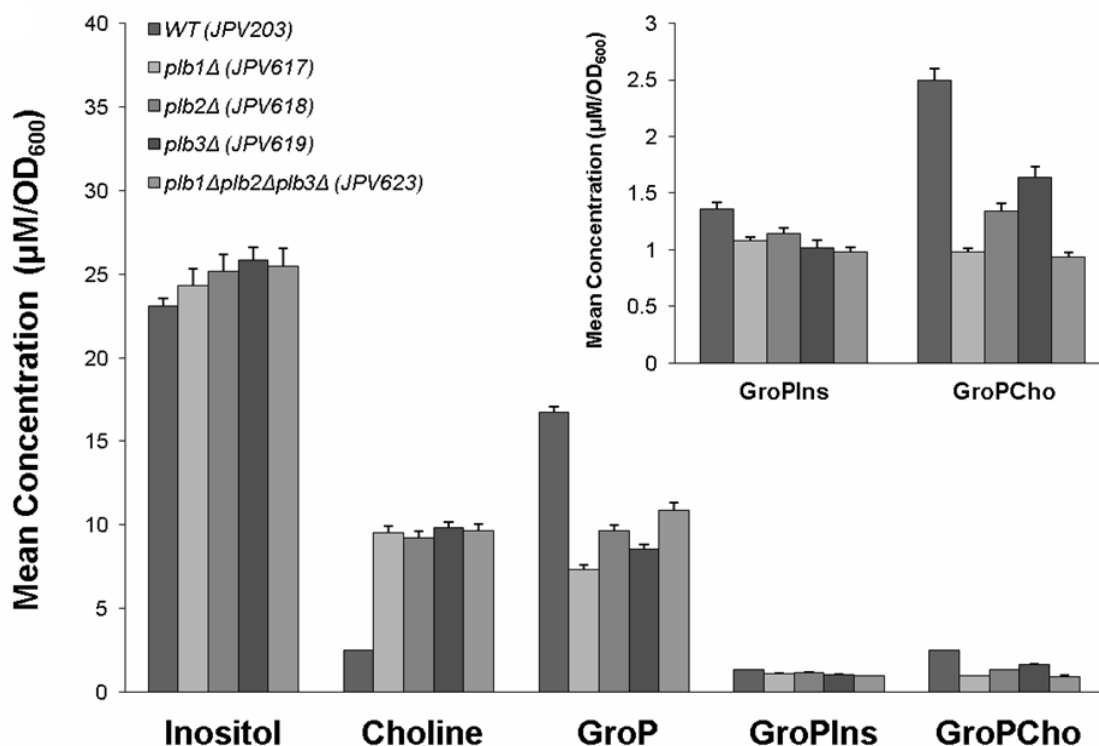 Mean Concentration (µM/OD600)
40
35
30
25
20
15
10
5
0
WT (JPV203)
plb1Δ (JPV617)
plb2Δ (JPV618)
plb3Δ (JPV619)
plb1Δplb2Δplb3Δ (JPV623)
Inositol
Choline
GroP
GroPIns
GroPCho
Mean Concentration (µM/OD600)
3
2.5
2
1.5
1
0.5
0
GroPIns
GroPCho